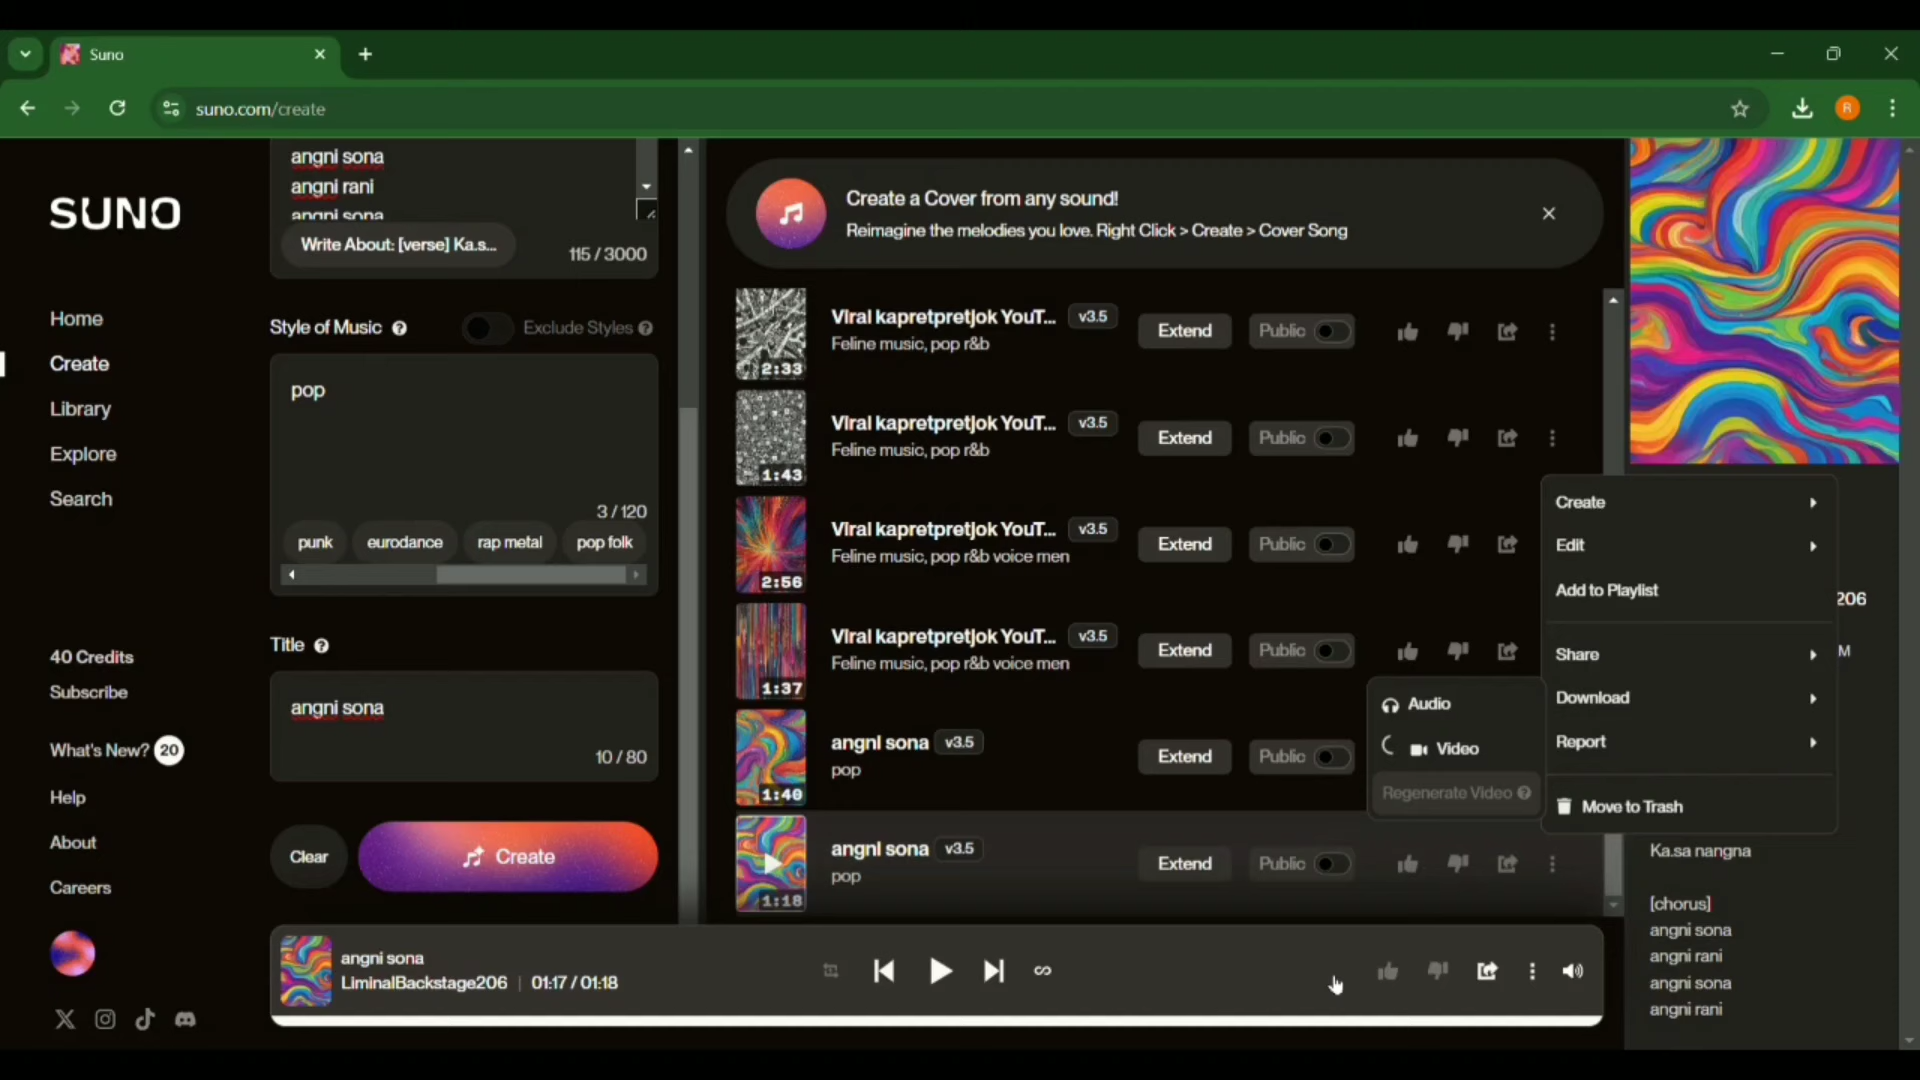 Suno
suno.com/create
R
SUNO
Home
Create
Library
Explore
Search
40 Credits
Subscribe
What's New? 20
Help
About
Careers
angni sona
angni rani
angni sona
Write About: [verse] Ka.s...
115 / 3000
Style of Music
Exclude Styles
pop
3 / 120
punk eurodance rap metal pop folk
Title
angni sona
10 / 80
Clear
Create
Create a Cover from any sound!
Reimagine the melodies you love. Right Click > Create > Cover Song
2:33
Viral kapretpretjok YouT... v3.5
Feline music, pop r&b
Extend
Public
1:43
Viral kapretpretjok YouT... v3.5
Feline music, pop r&b
Extend
Public
2:56
Viral kapretpretjok YouT... v3.5
Feline music, pop r&b voice men
Extend
Public
1:37
Viral kapretpretjok YouT... v3.5
Feline music, pop r&b voice men
Extend
Public
1:40
angni sona v3.5
pop
Extend
Public
1:18
angni sona v3.5
pop
Extend
Public
Audio
Video
Regenerate Video
Create
Edit
Add to Playlist
Share
Download
Report
Move to Trash
206
M
Ka.sa nangna
[chorus]
angni sona
angni rani
angni sona
angni rani
angni sona
LiminalBackstage206 | 01:17 / 01:18